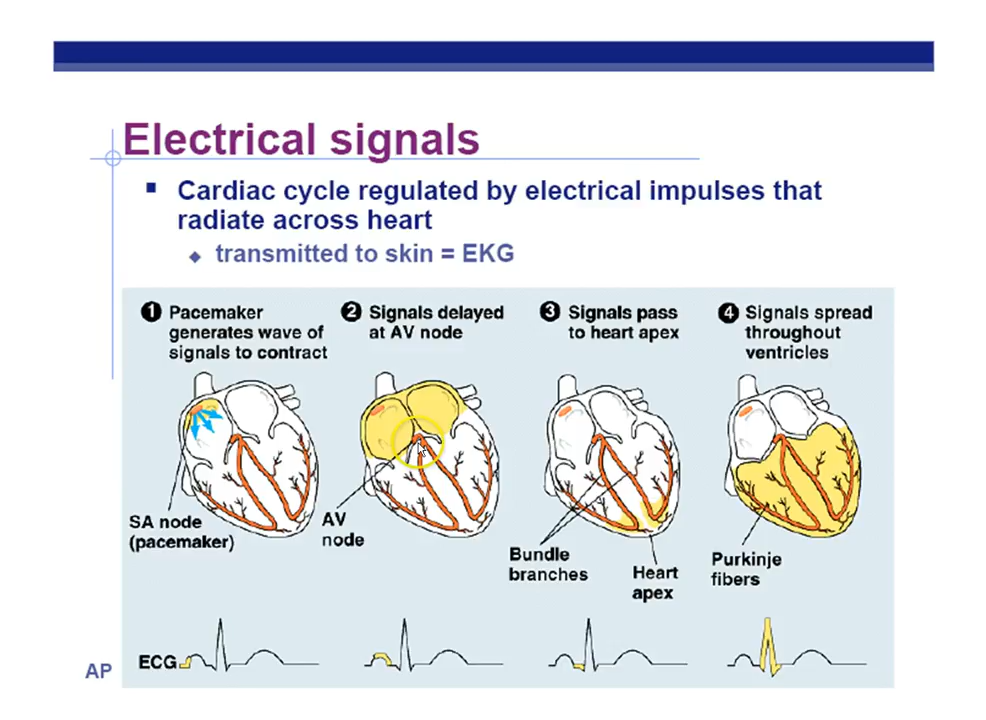 Electrical signals
Cardiac cycle regulated by electrical impulses that
radiate across heart
transmitted to skin = EKG
1 Pacemaker
generates wave of
signals to contract
2 Signals delayed
at AV node
3 Signals pass
to heart apex
4 Signals spread
throughout
ventricles
SA node
(pacemaker)
AV
node
Bundle
branches
Heart
apex
Purkinje
fibers
ECG
AP